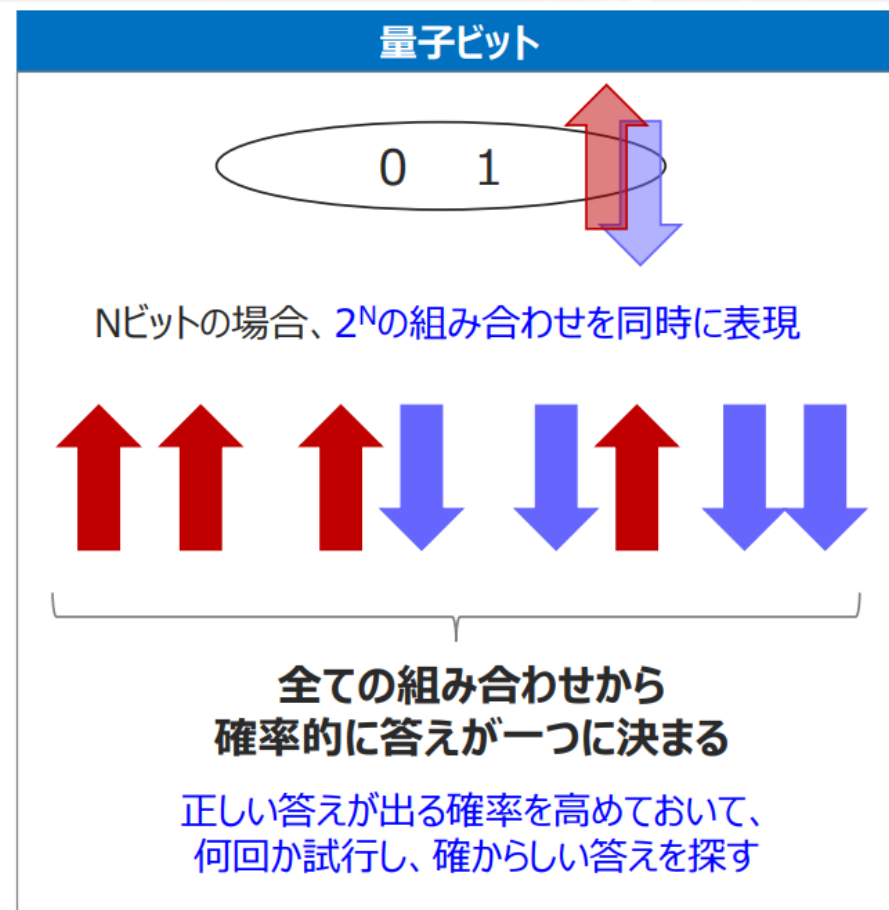 量子ビット
0 1
Nビットの場合、2ᴺの組み合わせを同時に表現
全ての組み合わせから
確率的に答えが一つに決まる
正しい答えが出る確率を高めておいて、
何回か試行し、確からしい答えを探す